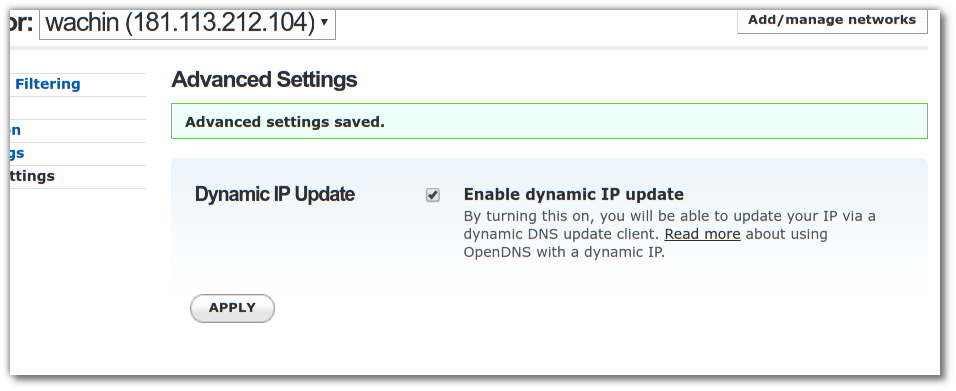 or: wachin (181.113.212.104)
Add/manage networks
Filtering
Advanced Settings
Advanced settings saved.
on
gs
ttings
Dynamic IP Update
Enable dynamic IP update
By turning this on, you will be able to update your IP via a
dynamic DNS update client. Read more about using
OpenDNS with a dynamic IP.
APPLY